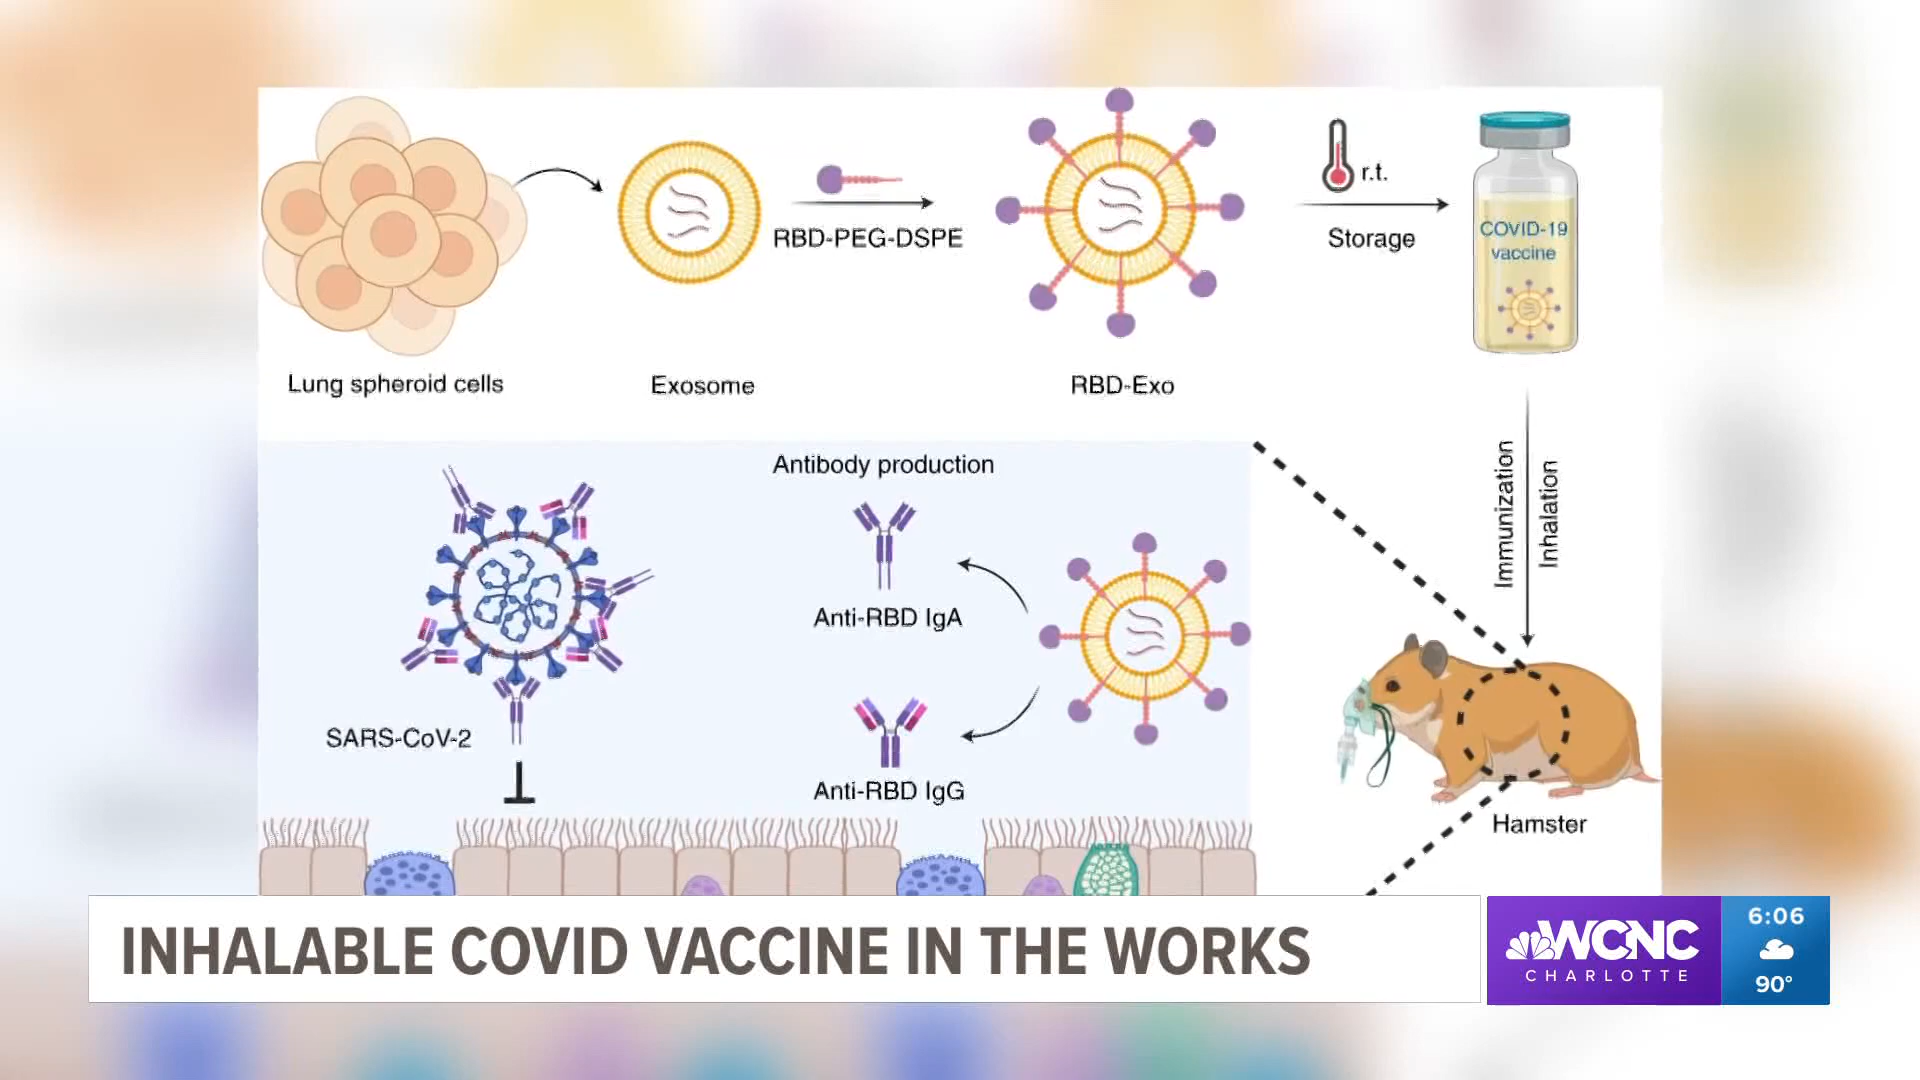 r.t.
COVID-19
vaccine
RBD-PEG-DSPE
Storage
Lung spheroid cells
Exosome
RBD-Exo
Immunization
Inhalation
Antibody production
Anti-RBD IgA
SARS-CoV-2
Anti-RBD IgG
Hamster
INHALABLE COVID VACCINE IN THE WORKS
WCNC
CHARLOTTE
6:06
90°